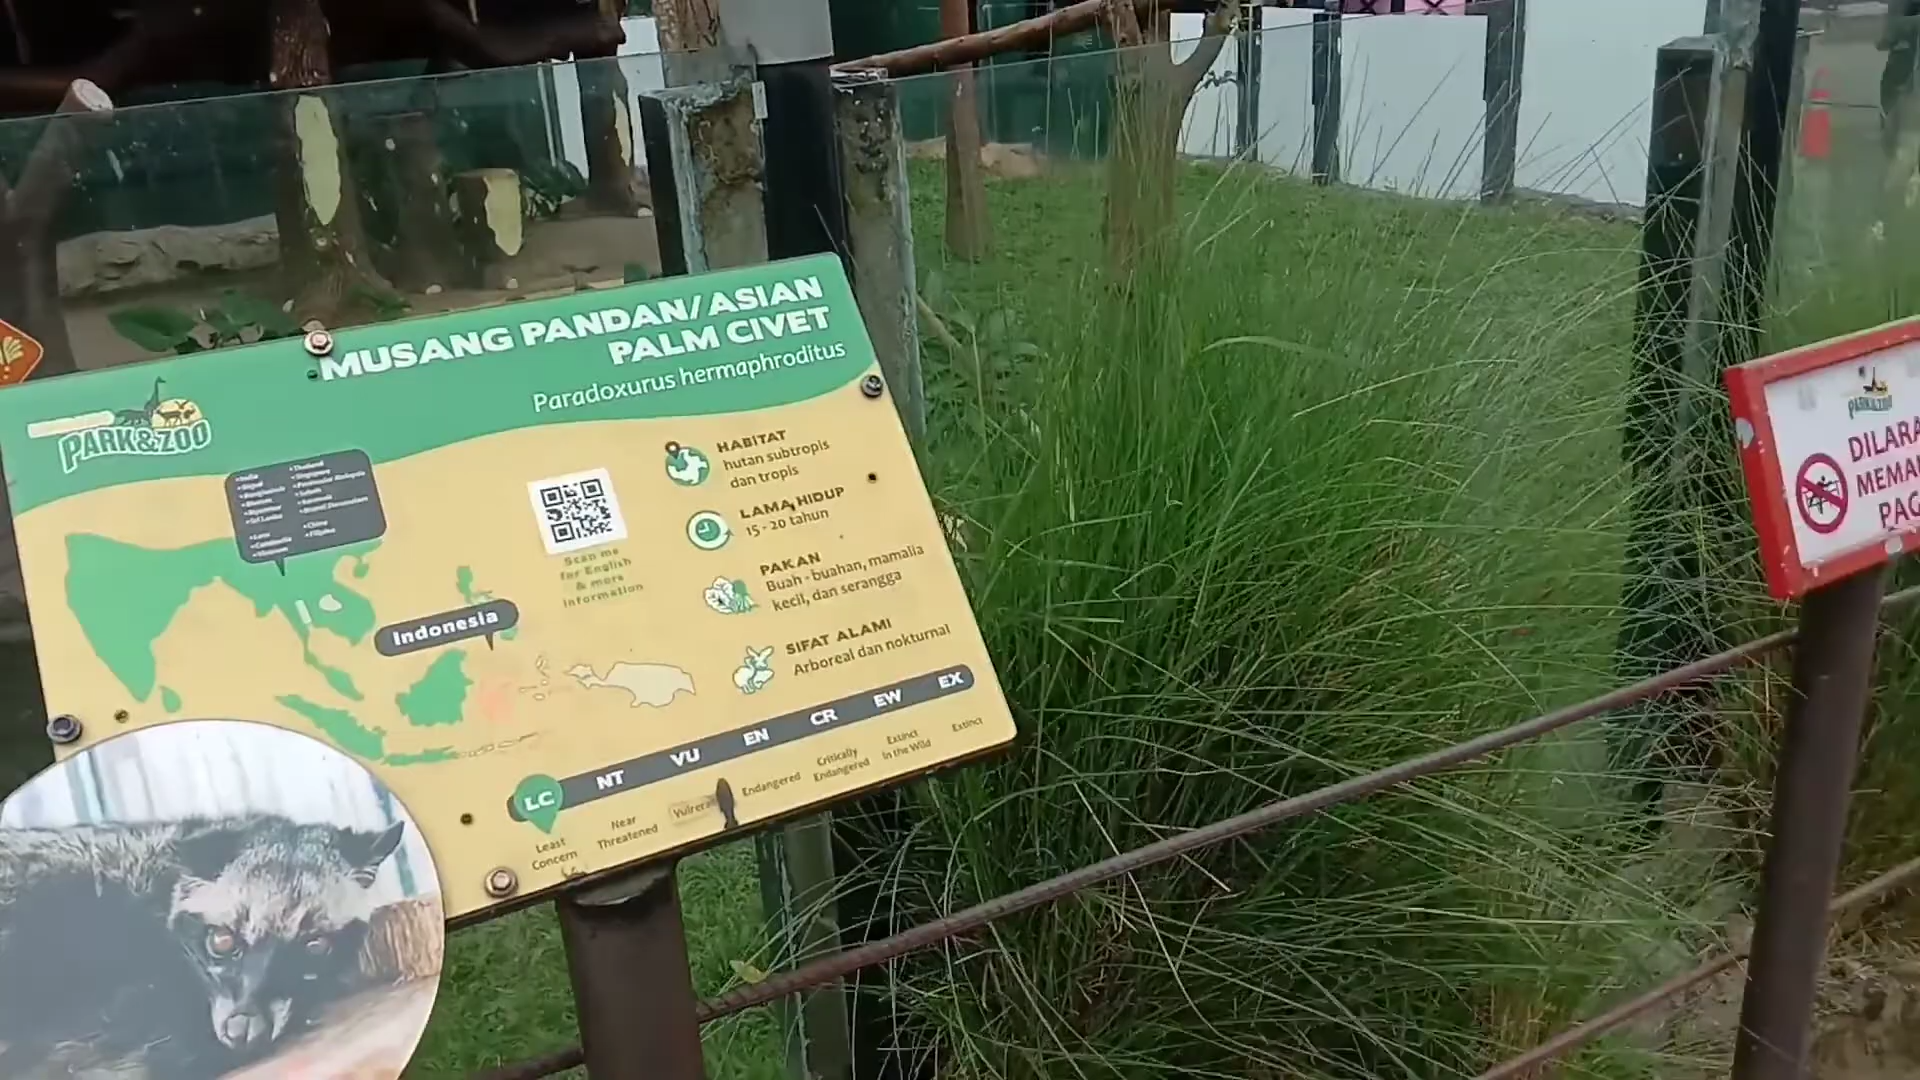 MUSANG PANDAN/ASIAN
PALM CIVET
Paradoxurus hermaphroditus
PARK&ZOO
HABITAT
hutan subtropis
dan tropis
LAMA HIDUP
15 - 20 tahun
PAKAN
Buah - buahan, mamalia
kecil, dan serangga
SIFAT ALAMI
Arboreal dan nokturnal
Scan me
for English
& more
information
Indonesia
LC NT VU EN CR EW EX
Least
Concern
Near
Threatened
Endangered
Critically
Endangered
Extinct
in the Wild
Extinct
PARK&ZOO
DILARA
MEMAN
PAG